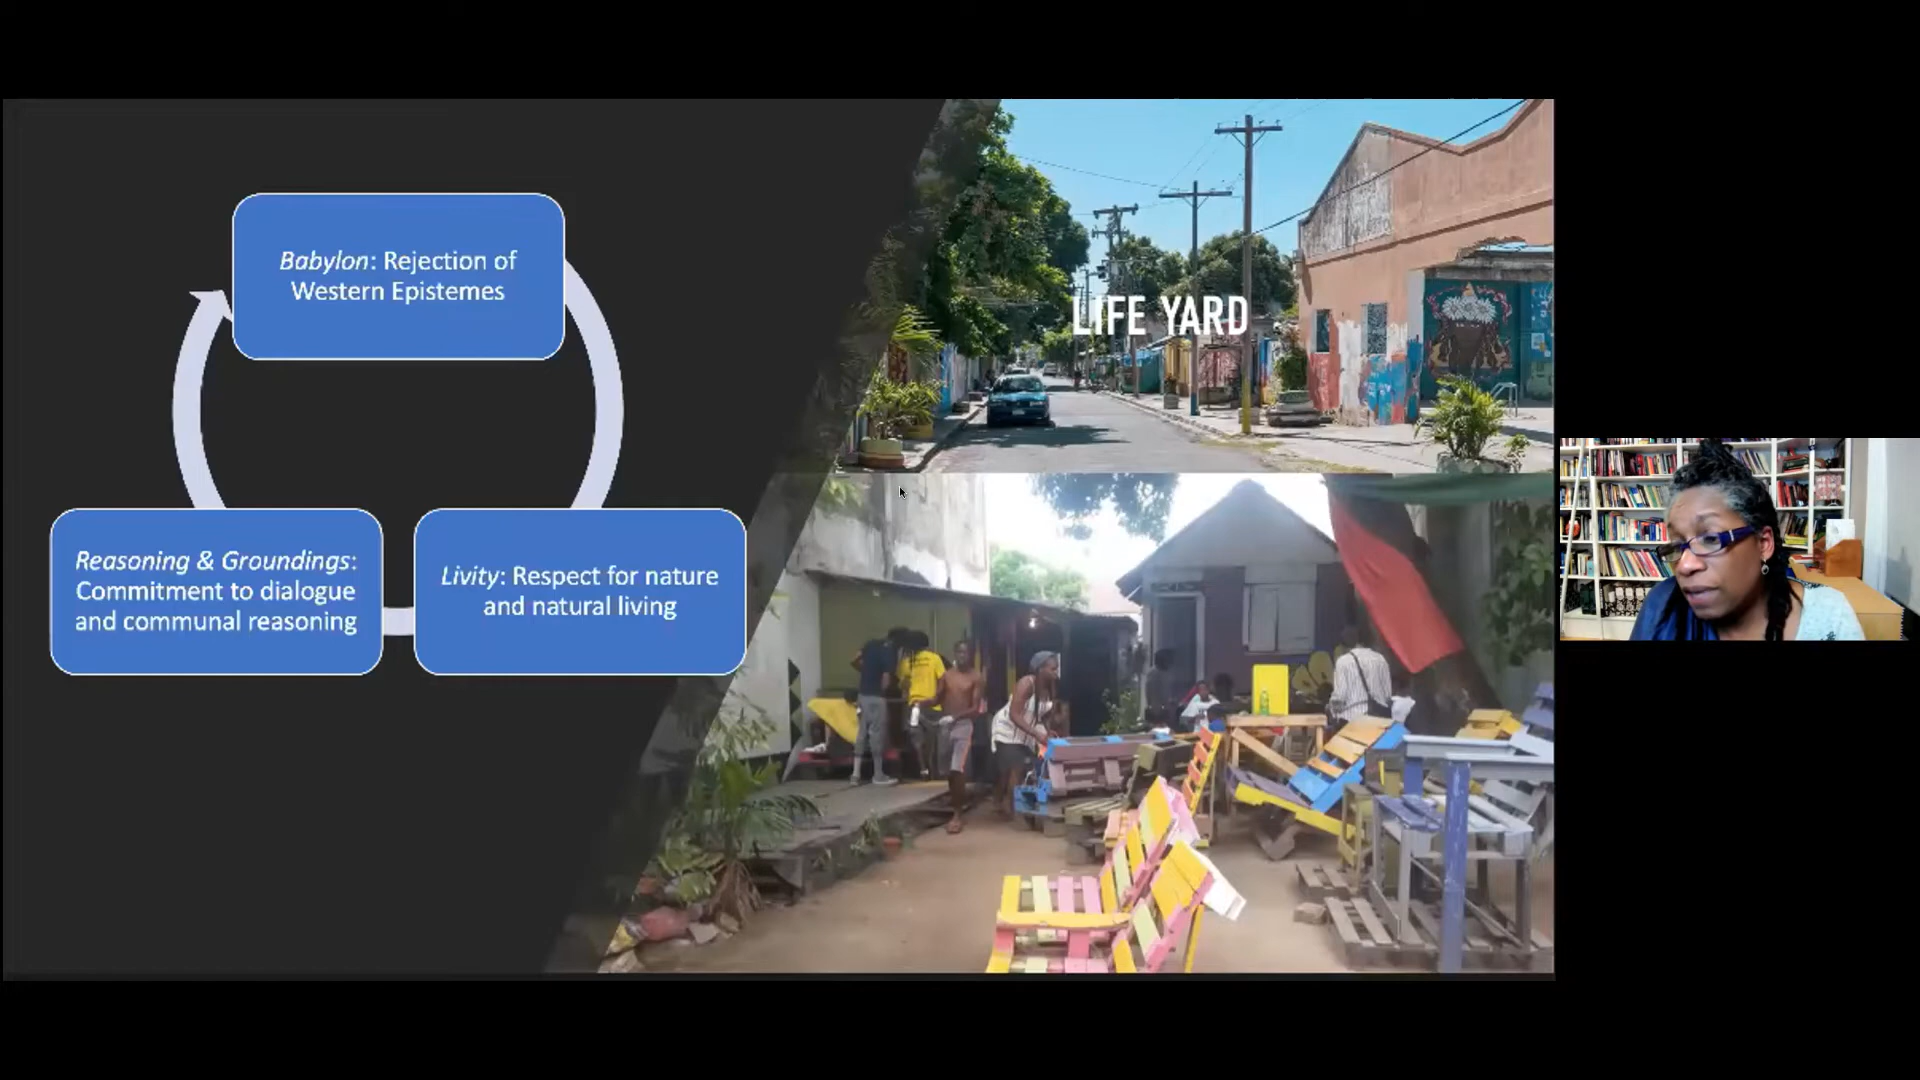 Babylon: Rejection of
Western Epistemes
Reasoning & Groundings:
Commitment to dialogue
and communal reasoning
Livity: Respect for nature
and natural living
LIFE YARD